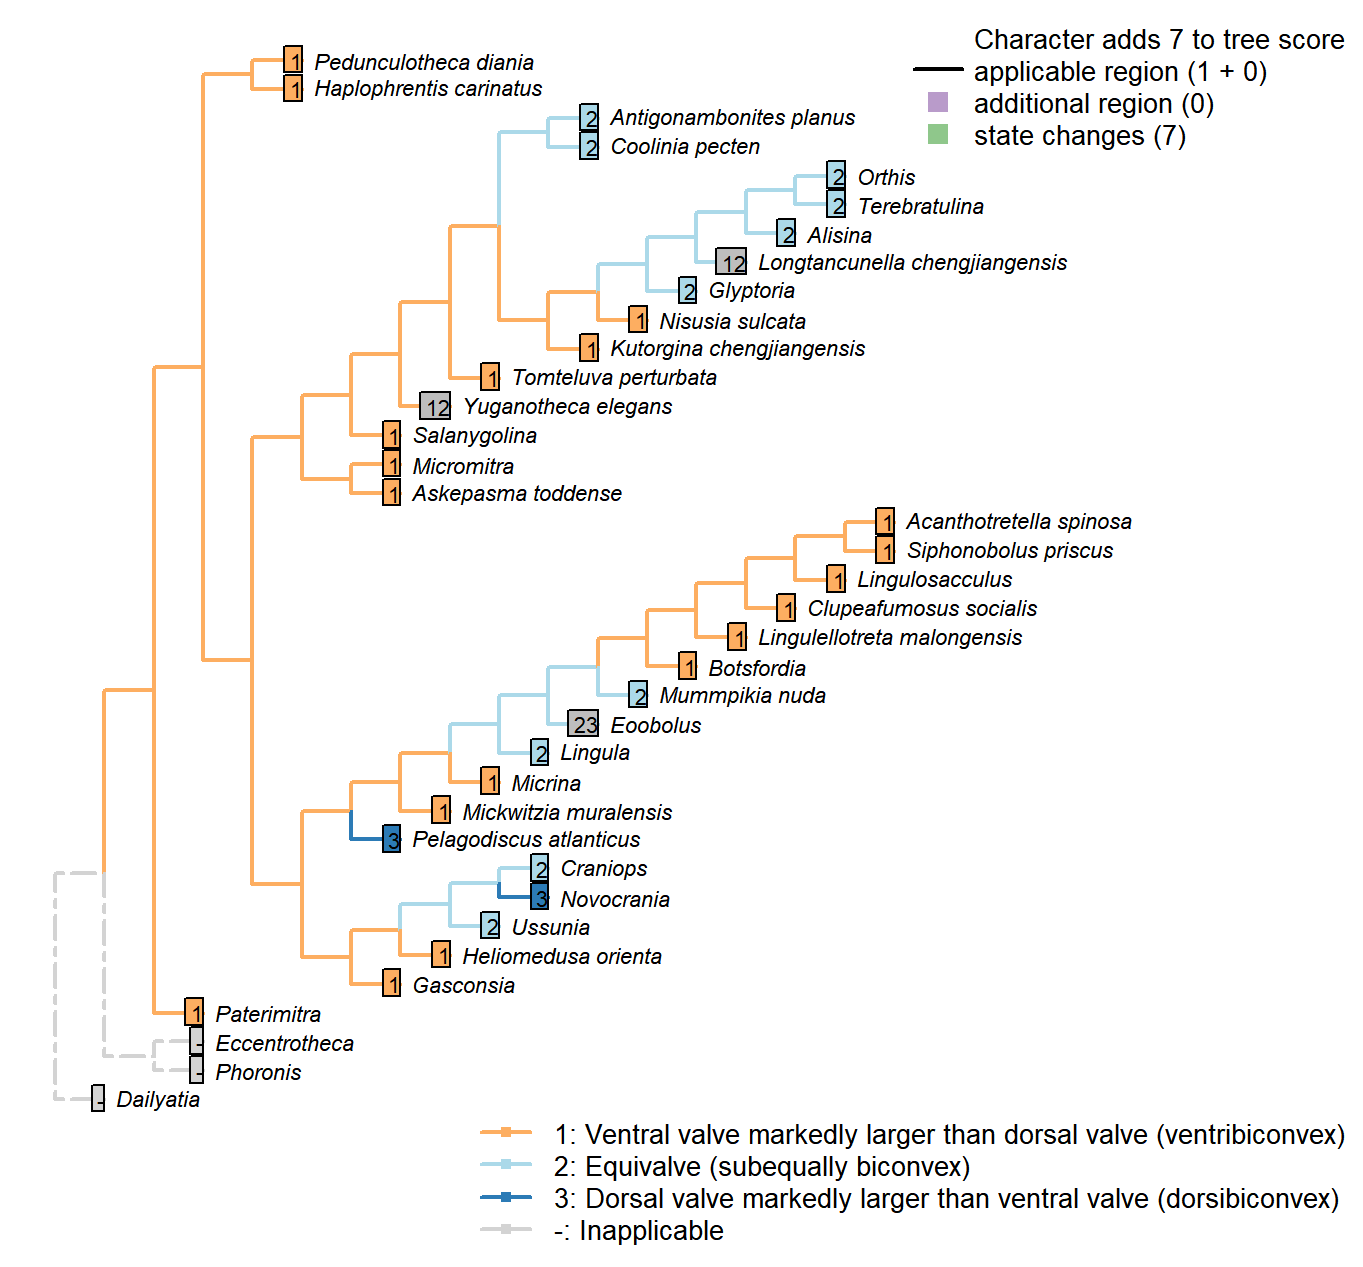 Character adds 7 to tree score
applicable region (1 + 0)
additional region (0)
state changes (7)
1 Pedunculotheca diania
1 Haplophrentis carinatus
2 Antigonambonites planus
2 Coolinia pecten
2 Orthis
2 Terebratulina
2 Alisina
12 Longtancunella chengjiangensis
2 Glyptoria
1 Nisusia sulcata
1 Kutorgina chengjiangensis
1 Tomteluva perturbata
12 Yuganotheca elegans
1 Salanygolina
1 Micromitra
1 Askepasma toddense
1 Acanthotretella spinosa
1 Siphonobolus priscus
1 Lingulosacculus
1 Clupeafumosus socialis
1 Lingulellotreta malongensis
1 Botsfordia
2 Mummpikia nuda
23 Eoobolus
2 Lingula
1 Micrina
1 Mickwitzia muralensis
3 Pelagodiscus atlanticus
2 Craniops
3 Novocrania
2 Ussunia
1 Heliomedusa orienta
1 Gasconsia
1 Paterimitra
- Eccentrotheca
- Phoronis
- Dailyatia
1: Ventral valve markedly larger than dorsal valve (ventribiconvex)
2: Equivalve (subequally biconvex)
3: Dorsal valve markedly larger than ventral valve (dorsibiconvex)
-: Inapplicable